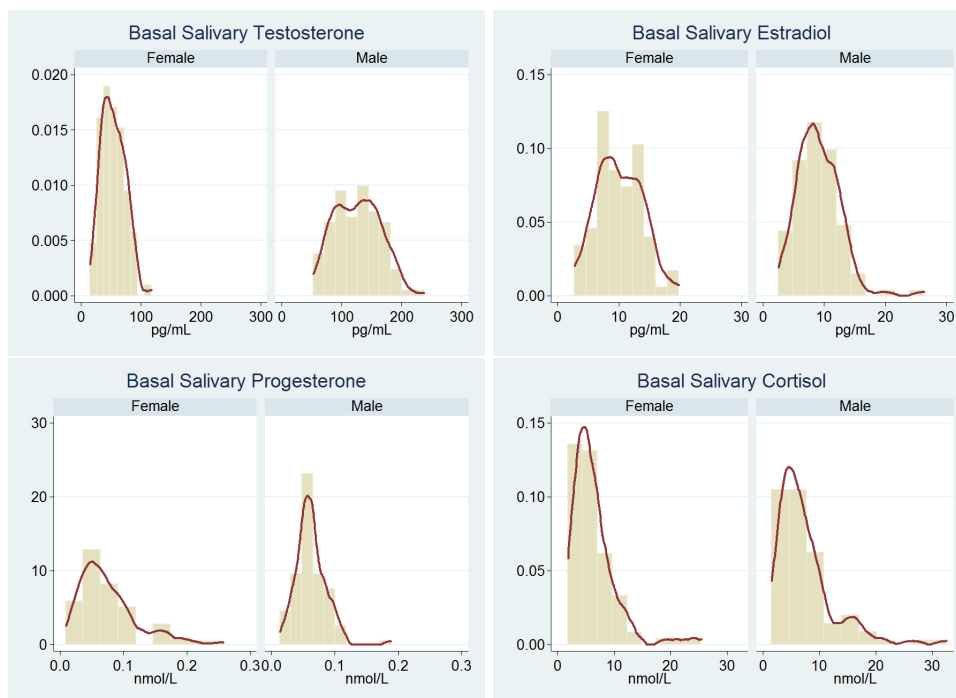 Basal Salivary Testosterone
Female Male
0.020
0.015
0.010
0.005
0.000
0 100 200 300 0 100 200 300
pg/mL pg/mL
Basal Salivary Estradiol
Female Male
0.15
0.10
0.05
0.00
0 10 20 30 0 10 20 30
pg/mL pg/mL
Basal Salivary Progesterone
Female Male
30
20
10
0
0.0 0.1 0.2 0.3 0.0 0.1 0.2 0.3
nmol/L nmol/L
Basal Salivary Cortisol
Female Male
0.15
0.10
0.05
0.00
0 10 20 30 0 10 20 30
nmol/L nmol/L